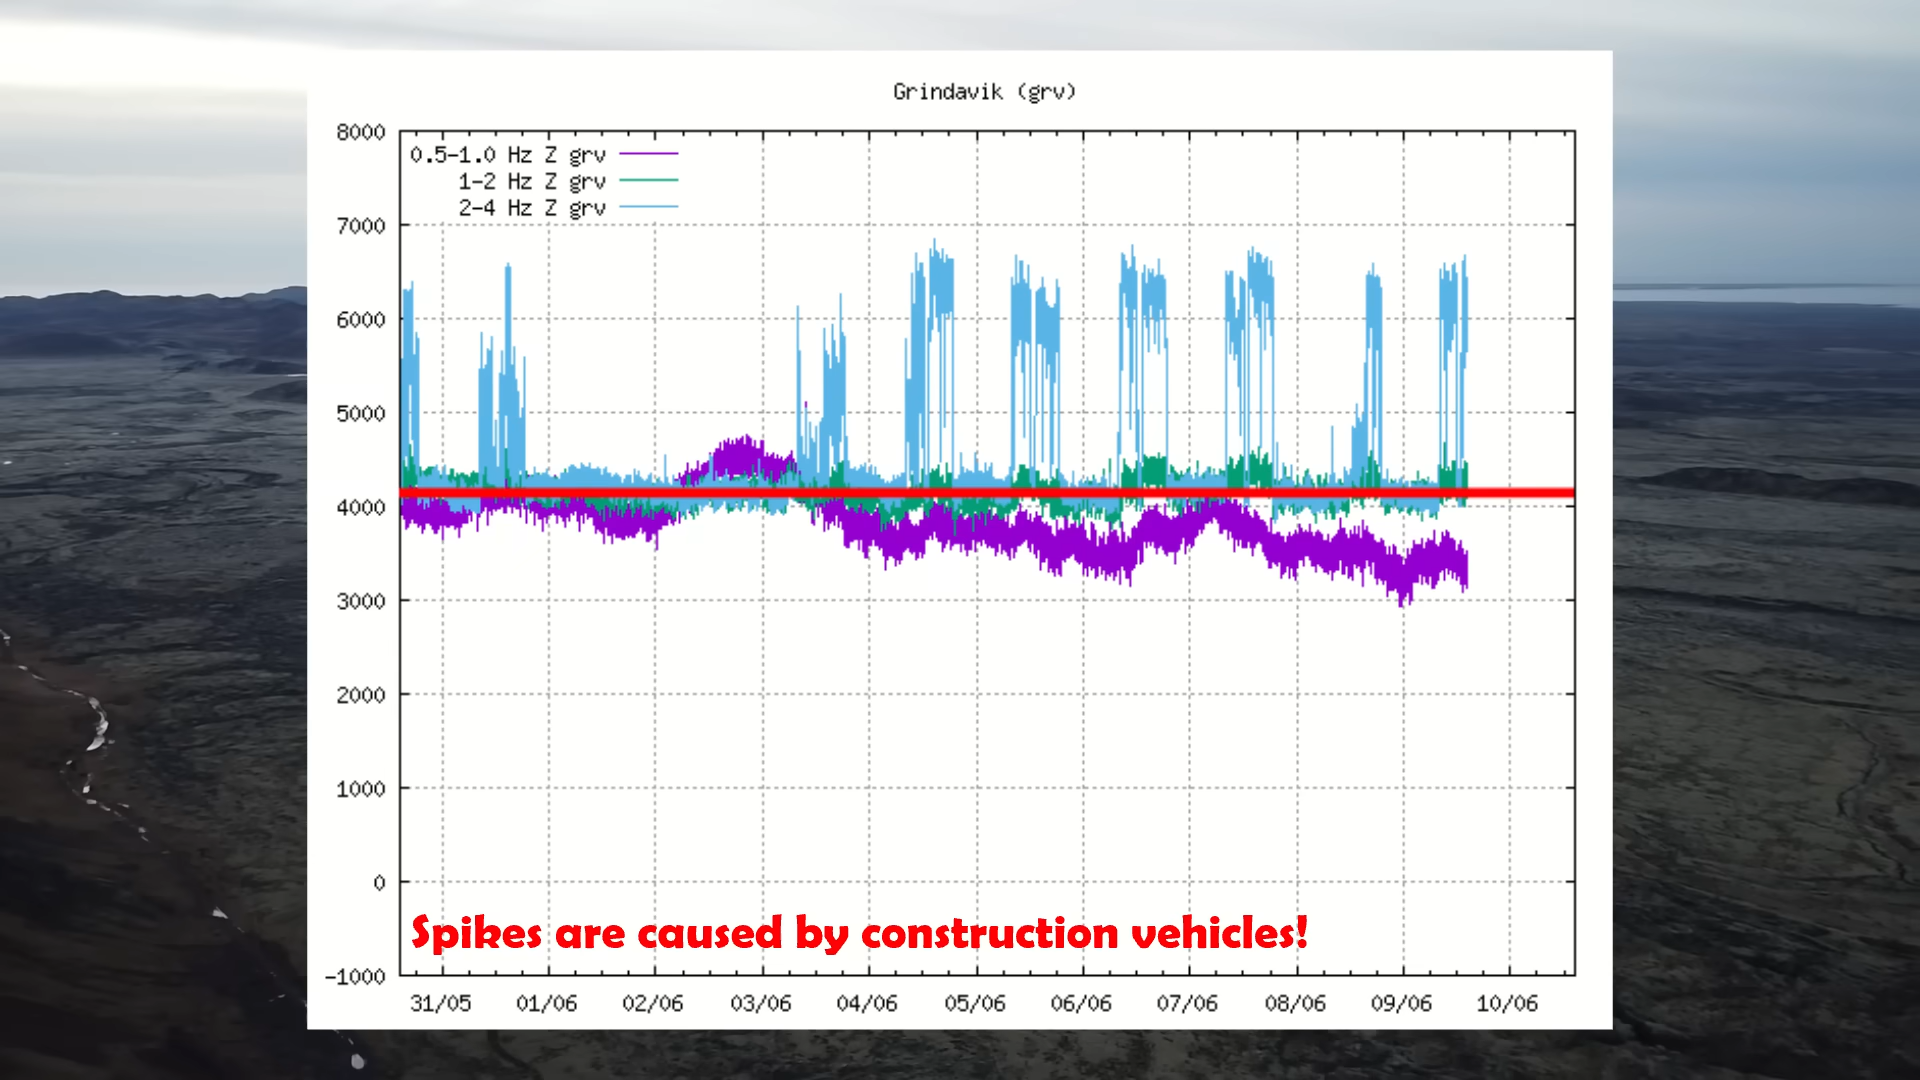 Grindavik (grv)
8000
0.5-1.0 Hz Z grv
1-2 Hz Z grv
2-4 Hz Z grv
7000
6000
5000
4000
3000
2000
1000
0
Spikes are caused by construction vehicles!
-1000
31/05 01/06 02/06 03/06 04/06 05/06 06/06 07/06 08/06 09/06 10/06